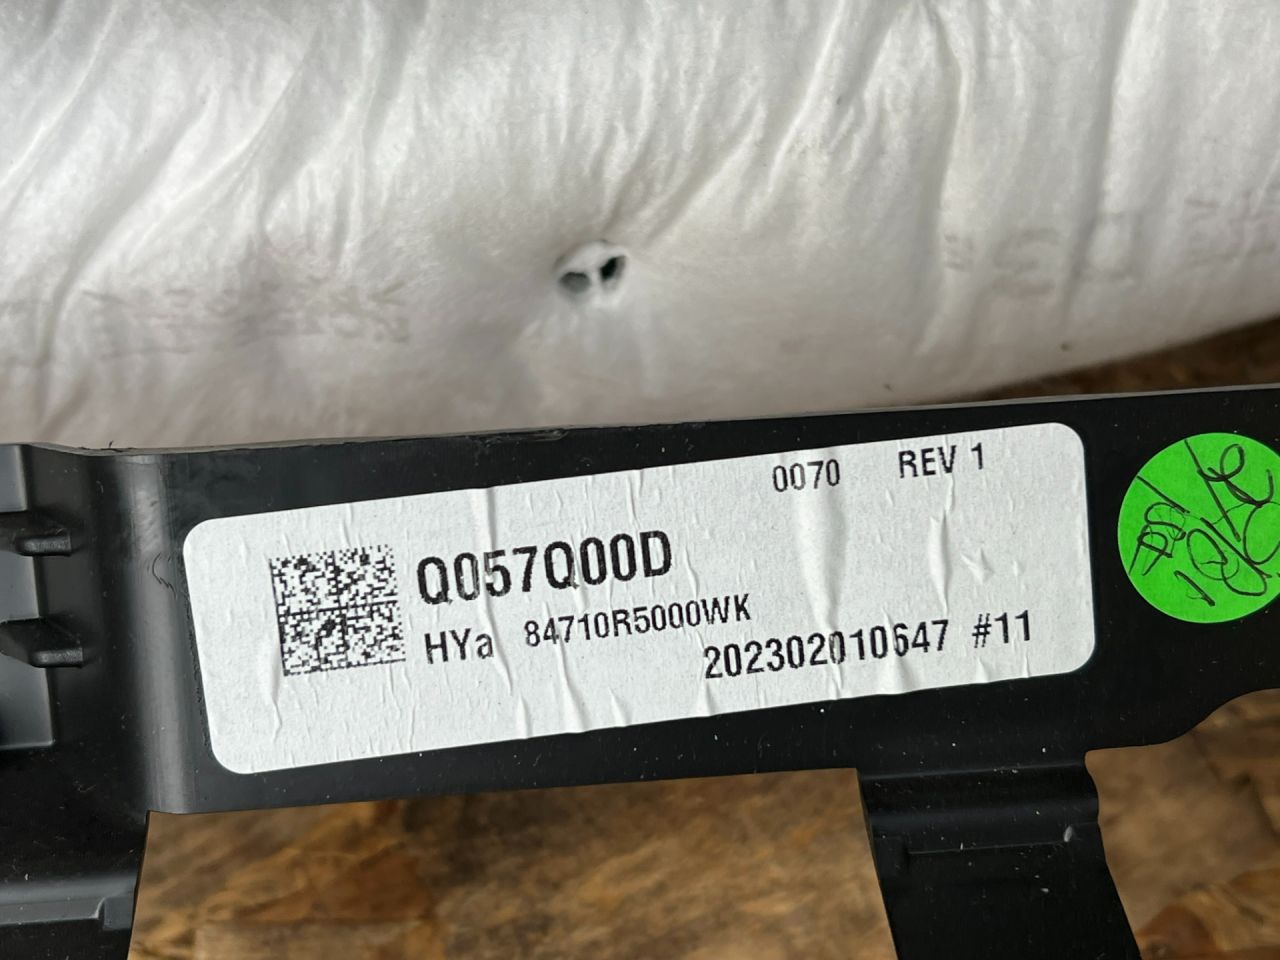 0070 REV 1
Q057Q00D
HYa 84710R5000WK
202302010647 #11